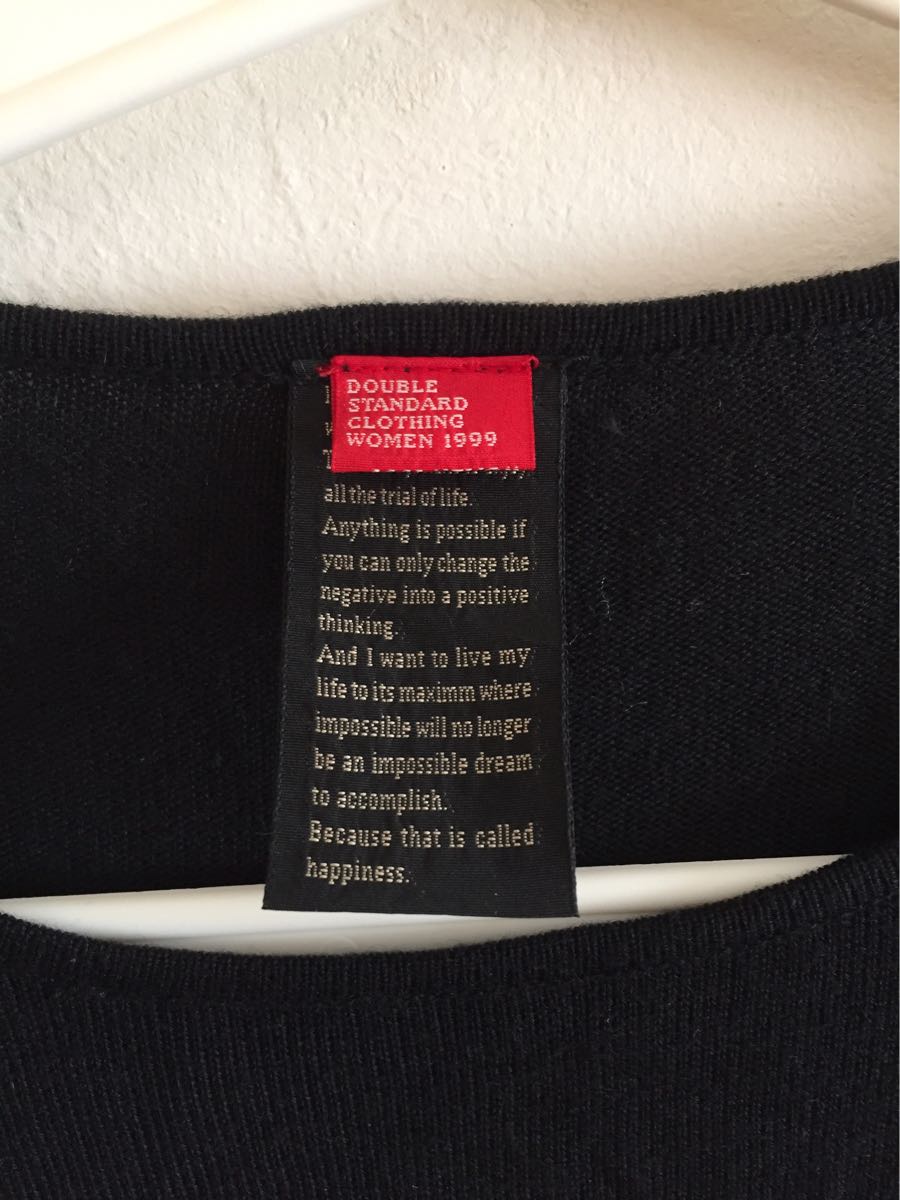 DOUBLE
STANDARD
CLOTHING
WOMEN 1999
all the trial of life.
Anything is possible if
you can only change the
negative into a positive
thinking.
And I want to live my
life to its maximm where
impossible will no longer
be an impossible dream
to accomplish.
Because that is called
happiness.